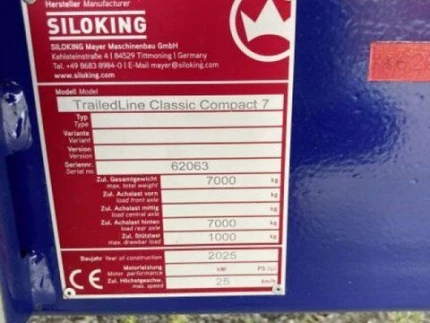 Hersteller Manufacturer
SILOKING
SILOKING Mayer Maschinenbau GmbH
Kehlsteinstraße 4 | 84529 Tittmoning | Germany
Tel. +49 8683 8984-0 | E-Mail mayer@siloking.com
www.siloking.com
Modell Model
TrailedLine Classic Compact 7
Typ
Type
Variante
Variant
Version
Version
Seriennr.
Serial no.
62063
Zul. Gesamtgewicht
max. total weight
7000 kg
Zul. Achslast vorn
load front axle
kg
Zul. Achslast mittig
load central axle
kg
Zul. Achslast hinten
load rear axle
7000 kg
Zul. Stützlast
max. drawbar load
1000 kg
Baujahr Year of construction
2025
Motorleistung
Motor performance
kW PS
Zul. Höchstgeschw.
max. speed
25 km/h
CE